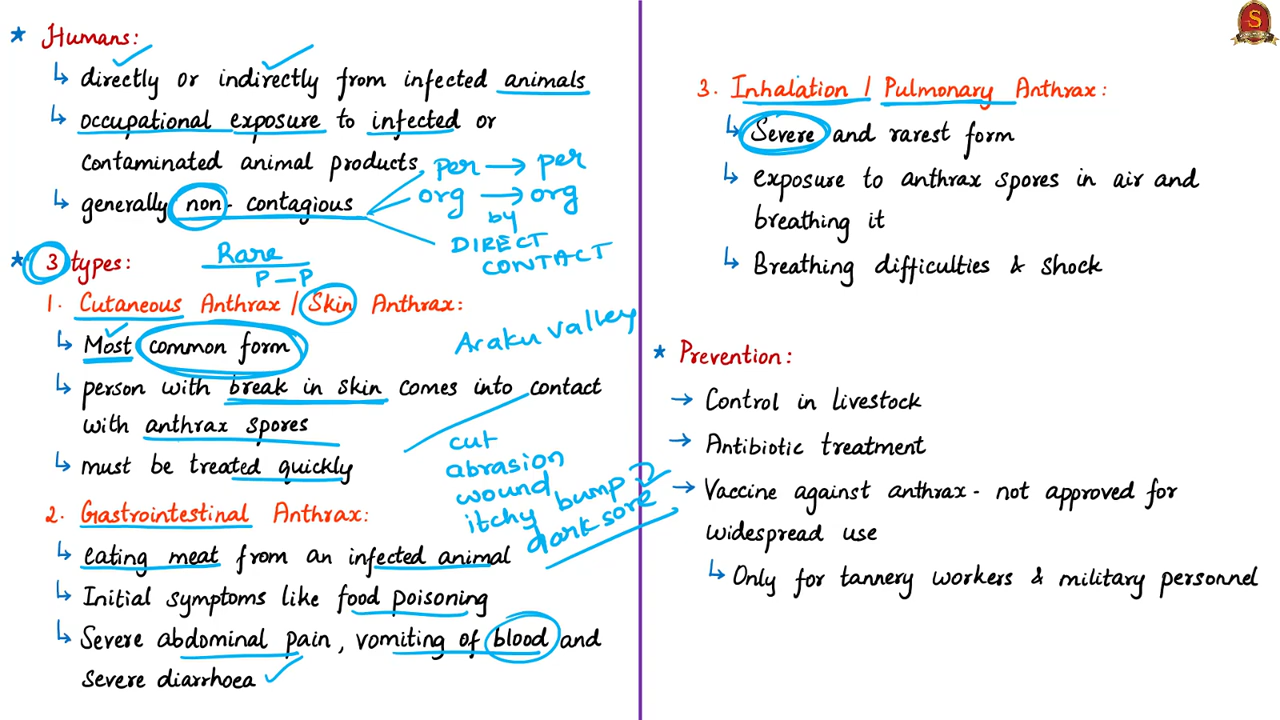 * Humans:
↳ directly or indirectly from infected animals
↳ occupational exposure to infected or
contaminated animal products
↳ generally non-contagious
per → per
org → org
by
DIRECT
CONTACT
* 3 types:
Rare
P-P
1. Cutaneous Anthrax / Skin Anthrax:
↳ Most common form
Araku valley
↳ person with break in skin comes into contact
with anthrax spores
↳ must be treated quickly
cut
abrasion
wound
itchy bump
dark sore
2. Gastrointestinal Anthrax:
↳ eating meat from an infected animal
↳ Initial symptoms like food poisoning
↳ Severe abdominal pain, vomiting of blood and
severe diarrhoea
S
3. Inhalation / Pulmonary Anthrax:
↳ Severe and rarest form
↳ exposure to anthrax spores in air and
breathing it
↳ Breathing difficulties & shock
* Prevention:
→ Control in livestock
→ Antibiotic treatment
→ Vaccine against anthrax - not approved for
widespread use
↳ Only for tannery workers & military personnel